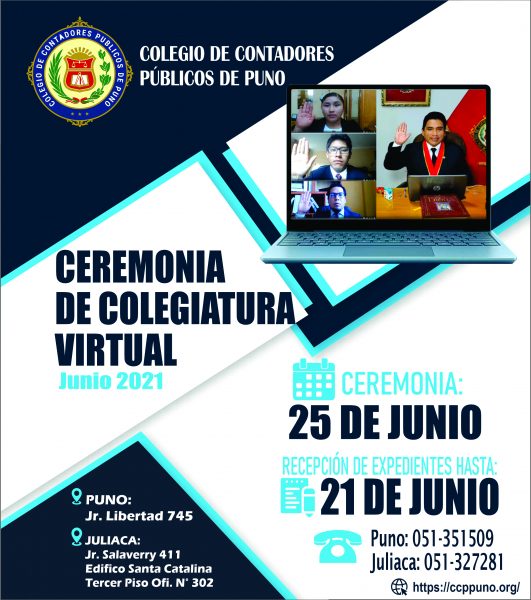 COLEGIO DE CONTADORES PÚBLICOS DE PUNO
COLEGIO DE CONTADORES
PÚBLICOS DE PUNO
CEREMONIA
DE COLEGIATURA
VIRTUAL
Junio 2021
CEREMONIA:
25 DE JUNIO
RECEPCIÓN DE EXPEDIENTES HASTA:
21 DE JUNIO
PUNO:
Jr. Libertad 745
JULIACA:
Jr. Salaverry 411
Edifico Santa Catalina
Tercer Piso Ofi. N° 302
Puno: 051-351509
Juliaca: 051-327281
https://ccppuno.org/